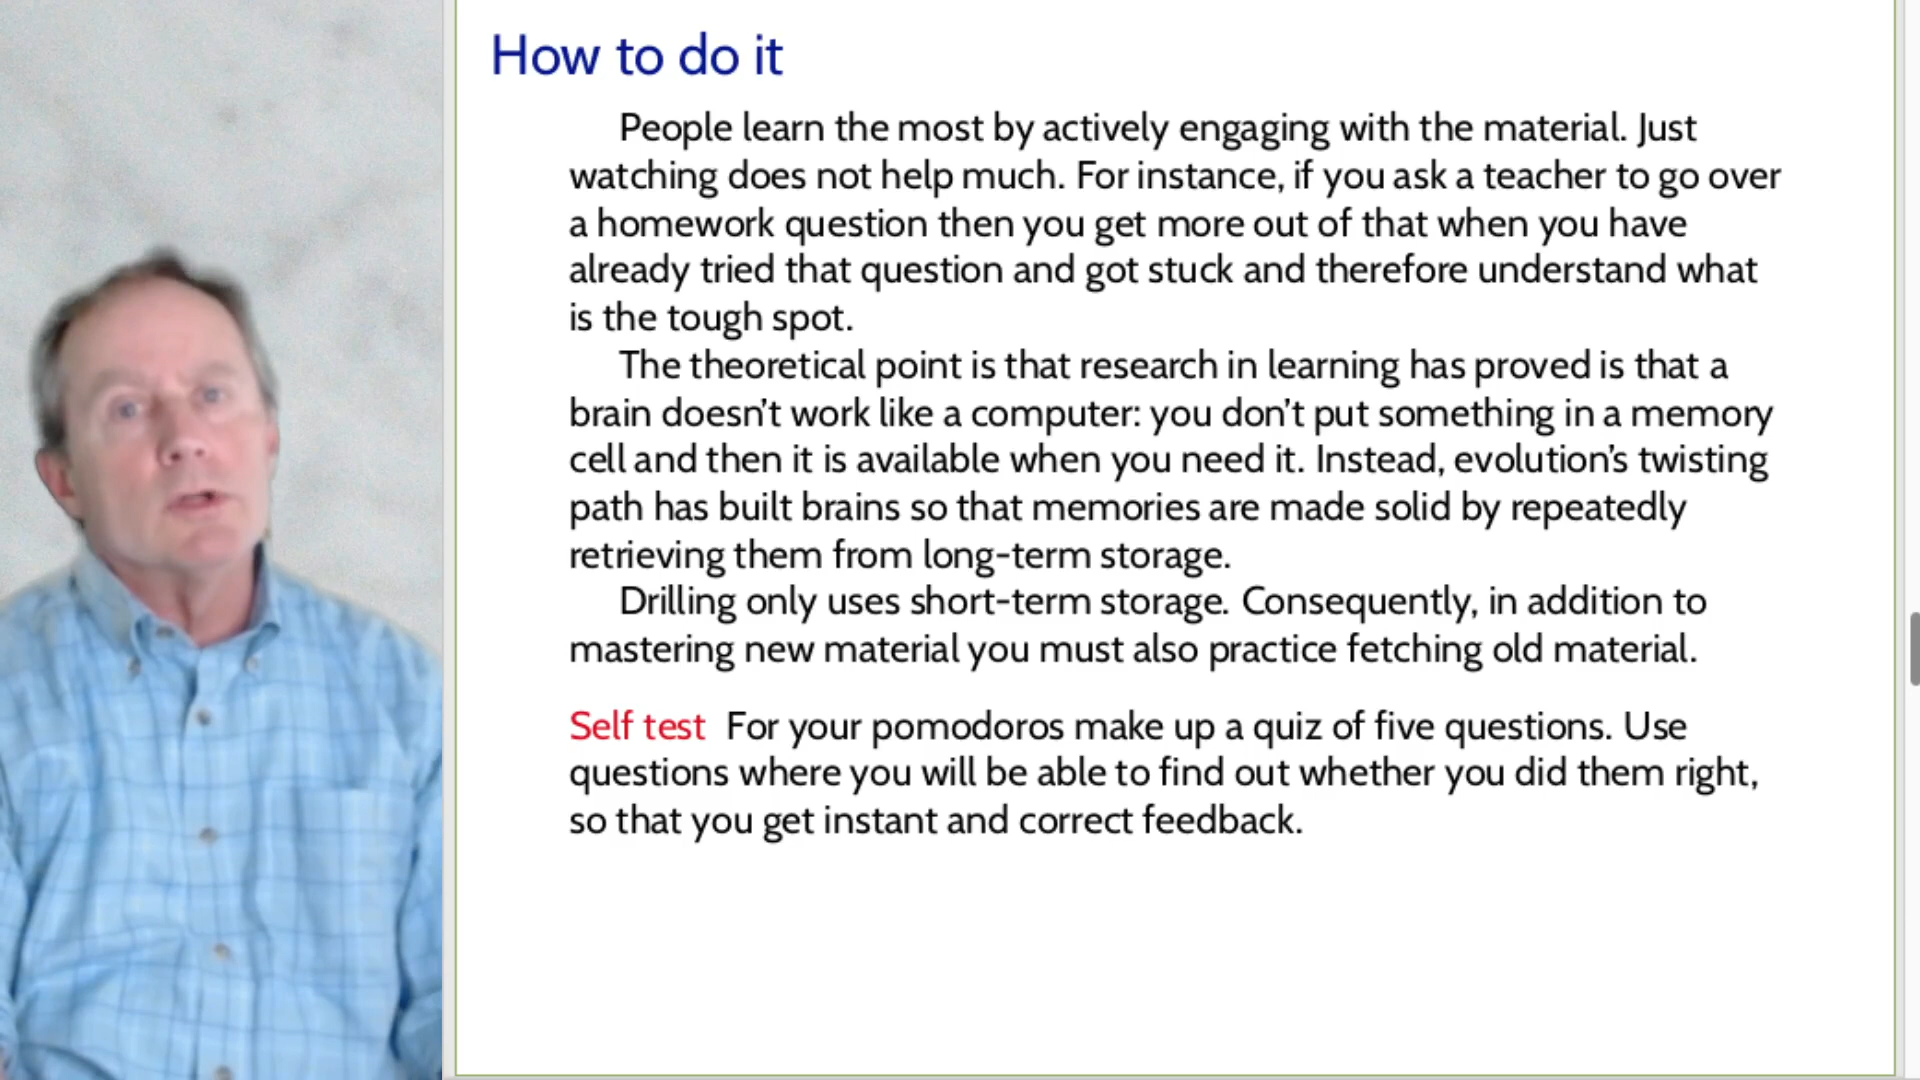 How to do it
People learn the most by actively engaging with the material. Just
watching does not help much. For instance, if you ask a teacher to go over
a homework question then you get more out of that when you have
already tried that question and got stuck and therefore understand what
is the tough spot.
The theoretical point is that research in learning has proved is that a
brain doesn't work like a computer: you don't put something in a memory
cell and then it is available when you need it. Instead, evolution's twisting
path has built brains so that memories are made solid by repeatedly
retrieving them from long-term storage.
Drilling only uses short-term storage. Consequently, in addition to
mastering new material you must also practice fetching old material.
Self test For your pomodoros make up a quiz of five questions. Use
questions where you will be able to find out whether you did them right,
so that you get instant and correct feedback.